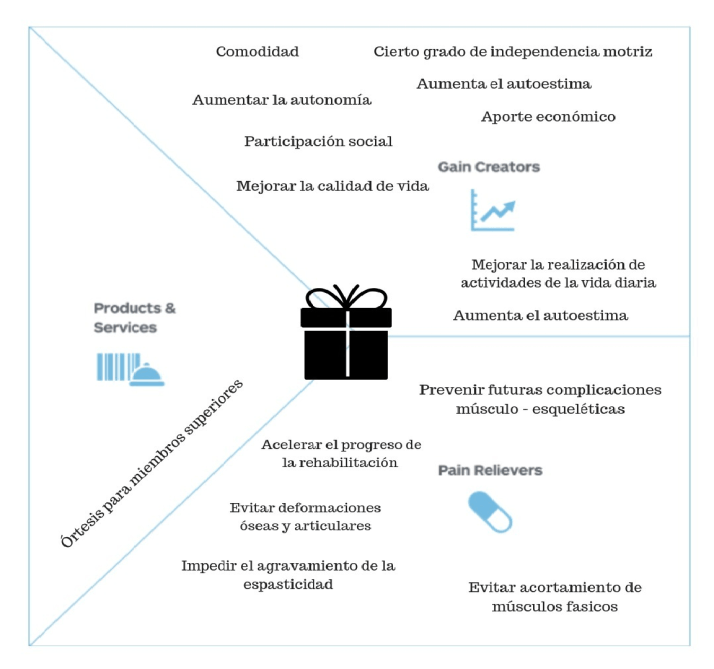 Comodidad
Cierto grado de independencia motriz
Aumenta el autoestima
Aumentar la autonomía
Aporte económico
Participación social
Gain Creators
Mejorar la calidad de vida
Mejorar la realización de
actividades de la vida diaria
Aumenta el autoestima
Products &
Services
Órtesis para miembros superiores
Prevenir futuras complicaciones
músculo - esqueléticas
Acelerar el progreso de
la rehabilitación
Pain Relievers
Evitar deformaciones
óseas y articulares
Impedir el agravamiento de la
espasticidad
Evitar acortamiento de
músculos fasicos